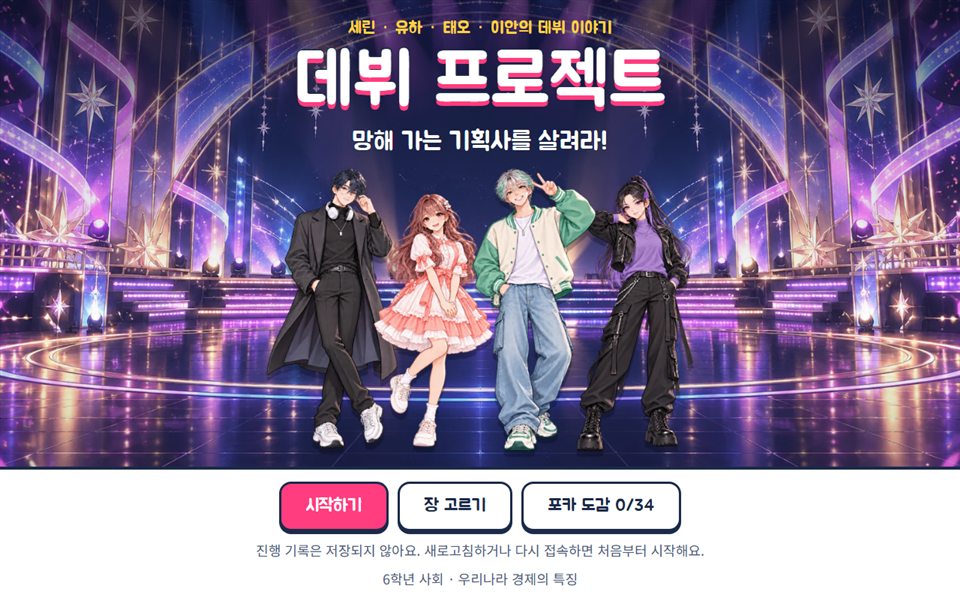 세린 · 유하 · 태오 · 이안의 데뷔 이야기
데뷔 프로젝트
망해 가는 기획사를 살려라!
시작하기
장 고르기
포카 도감 0/34
진행 기록은 저장되지 않아요. 새로고침하거나 다시 접속하면 처음부터 시작해요.
6학년 사회 · 우리나라 경제의 특징